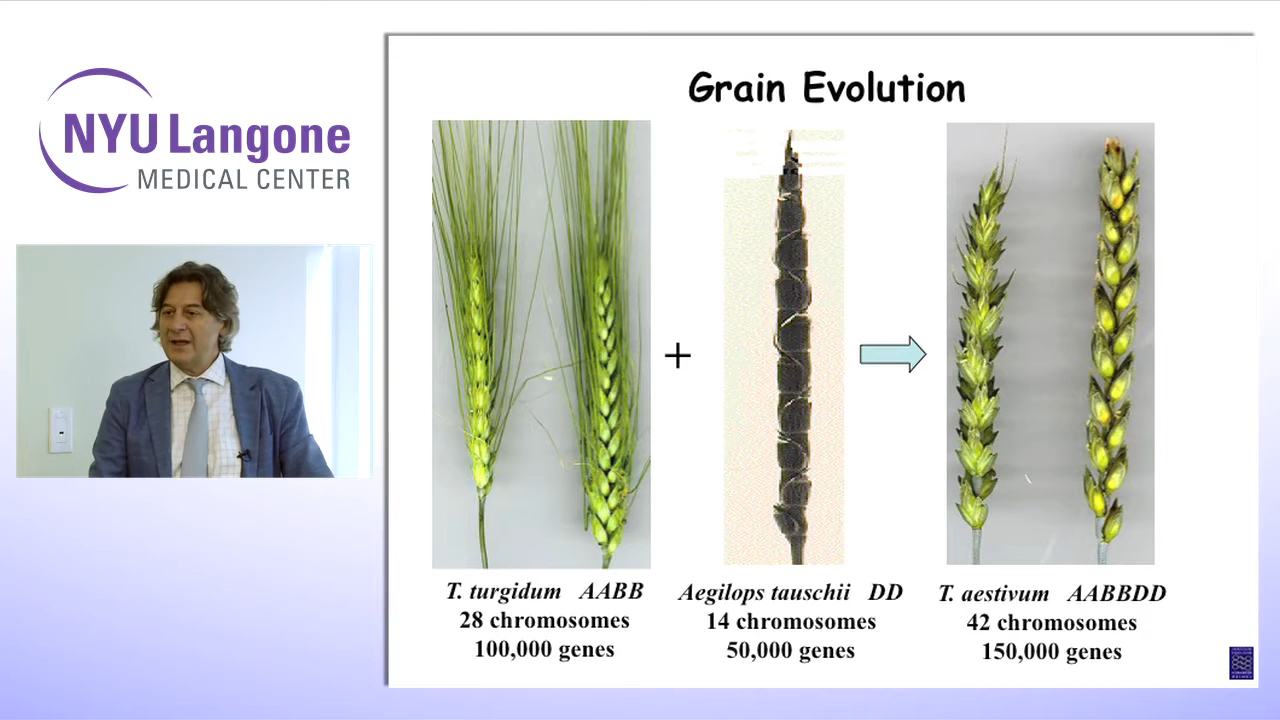 NYU Langone
MEDICAL CENTER
Grain Evolution
+
T. turgidum AABB
28 chromosomes
100,000 genes
Aegilops tauschii DD
14 chromosomes
50,000 genes
T. aestivum AABBDD
42 chromosomes
150,000 genes